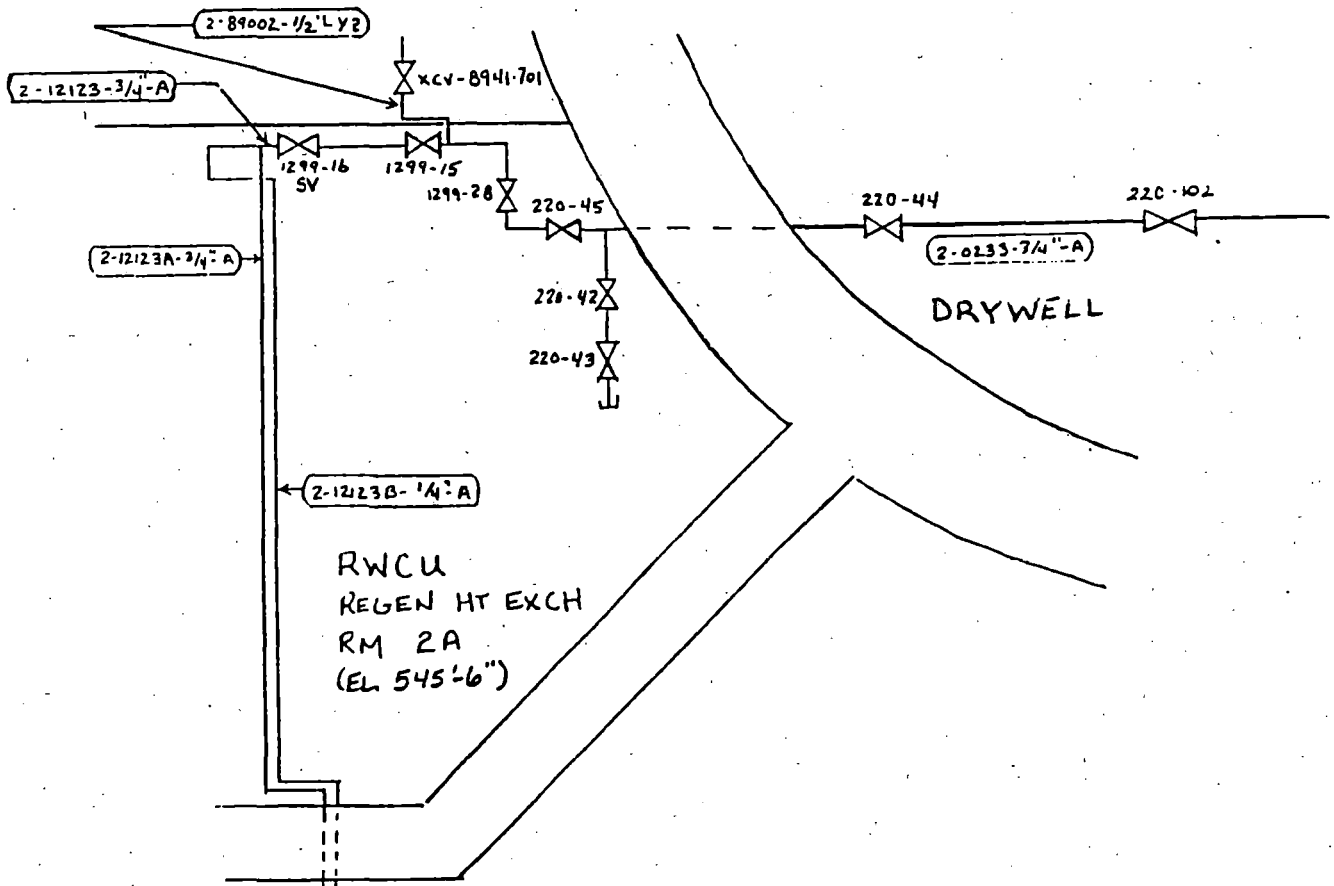 2-89002-1/2"LYB
XCV-8941-701
2-12123-3/4"-A
1299-16
SV
1299-15
1299-28
220-45
220-44
220-102
2-0233-3/4"-A
2-12123A-3/4"-A
220-42
DRYWELL
220-43
2-12123B-1/4"-A
RWCU
REGEN HT EXCH
RM 2A
(EL. 545'-6")